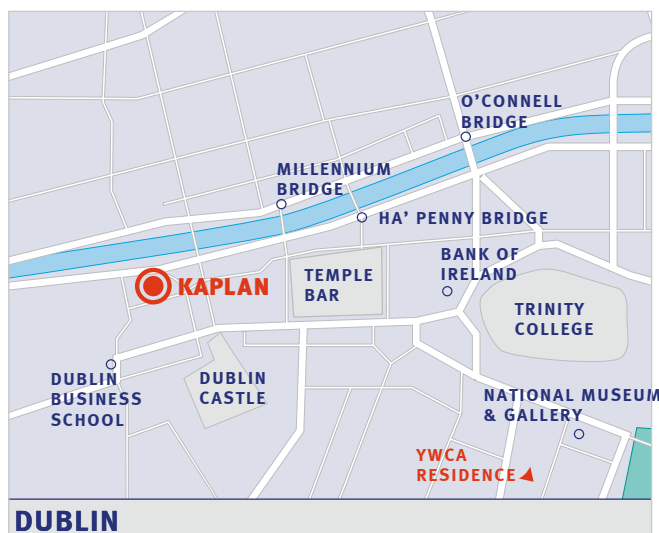 O'CONNELL
BRIDGE
MILLENNIUM
BRIDGE
HA' PENNY BRIDGE
BANK OF
IRELAND
TEMPLE
BAR
KAPLAN
TRINITY
COLLEGE
DUBLIN
BUSINESS
SCHOOL
DUBLIN
CASTLE
NATIONAL MUSEUM
& GALLERY
YWCA
RESIDENCE
DUBLIN